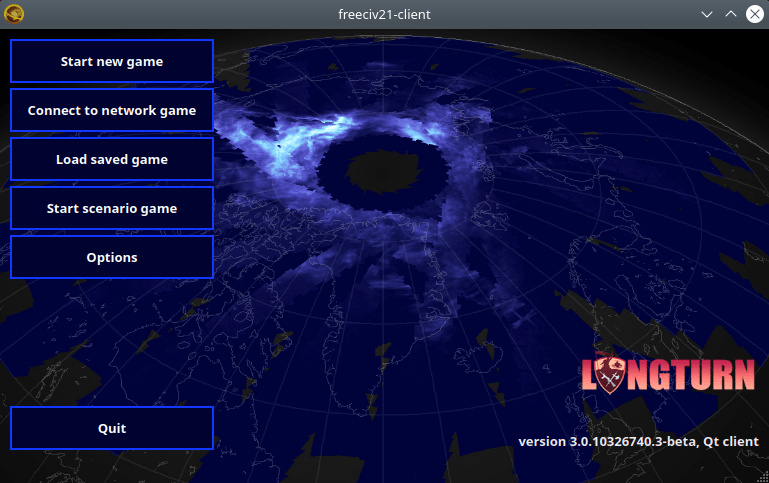 freeciv21-client
Start new game
Connect to network game
Load saved game
Start scenario game
Options
LONGTURN
Quit
version 3.0.10326740.3-beta, Qt client